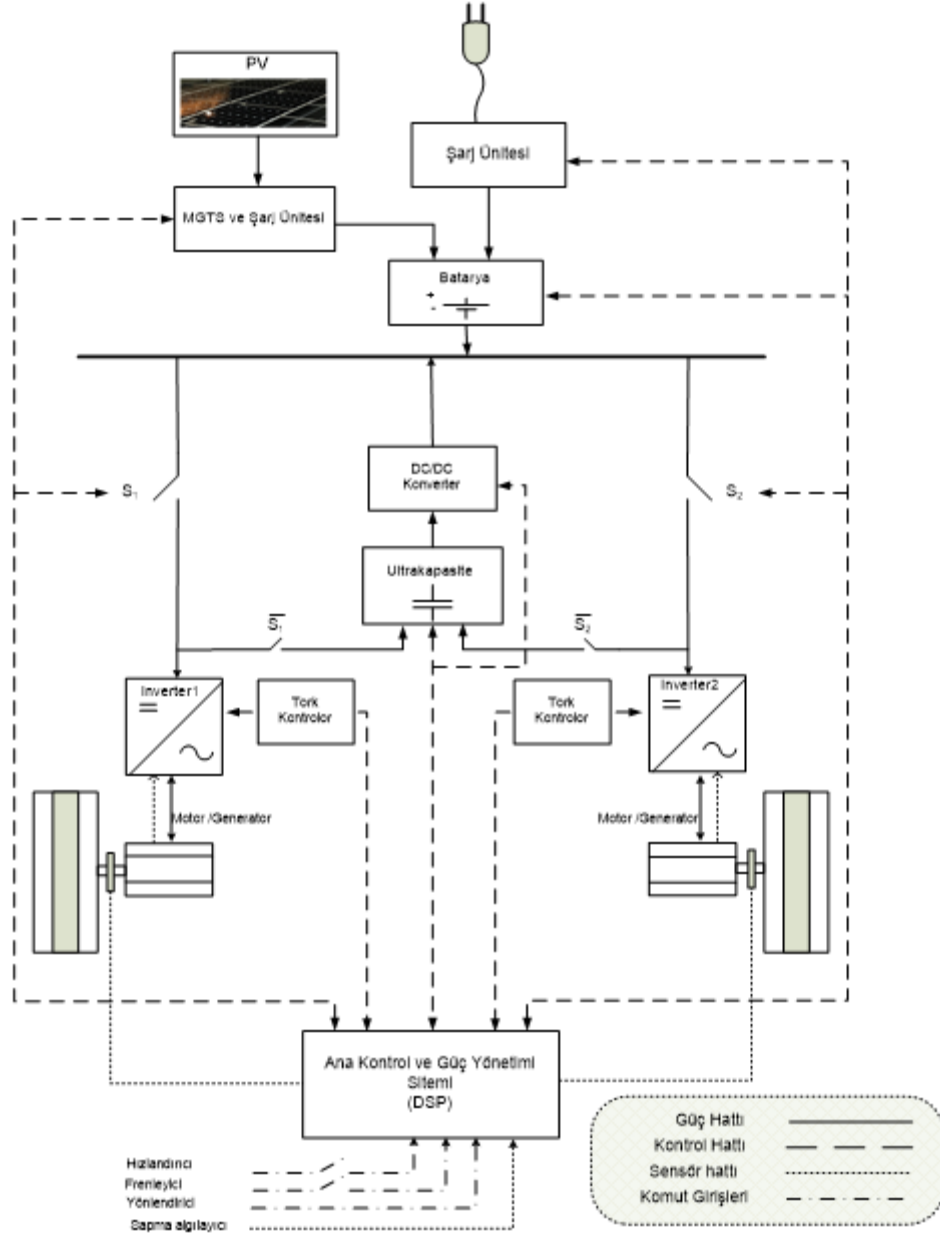 PV
Şarj Ünitesi
MGTS ve Şarj Ünitesi
Batarya
+
-
DC/DC
Konverter
S1
S2
Ultrakapasite
S1
S2
Inverter1
Tork
Kontrolor
Tork
Kontrolor
Inverter2
Motor /Generator
Motor /Generator
Ana Kontrol ve Güç Yönetimi
Sitemi
(DSP)
Güç Hattı
Kontrol Hattı
Sensör hattı
Komut Girişleri
Hızlandırıcı
Frenleyici
Yönlendirici
Sapma algılayıcı